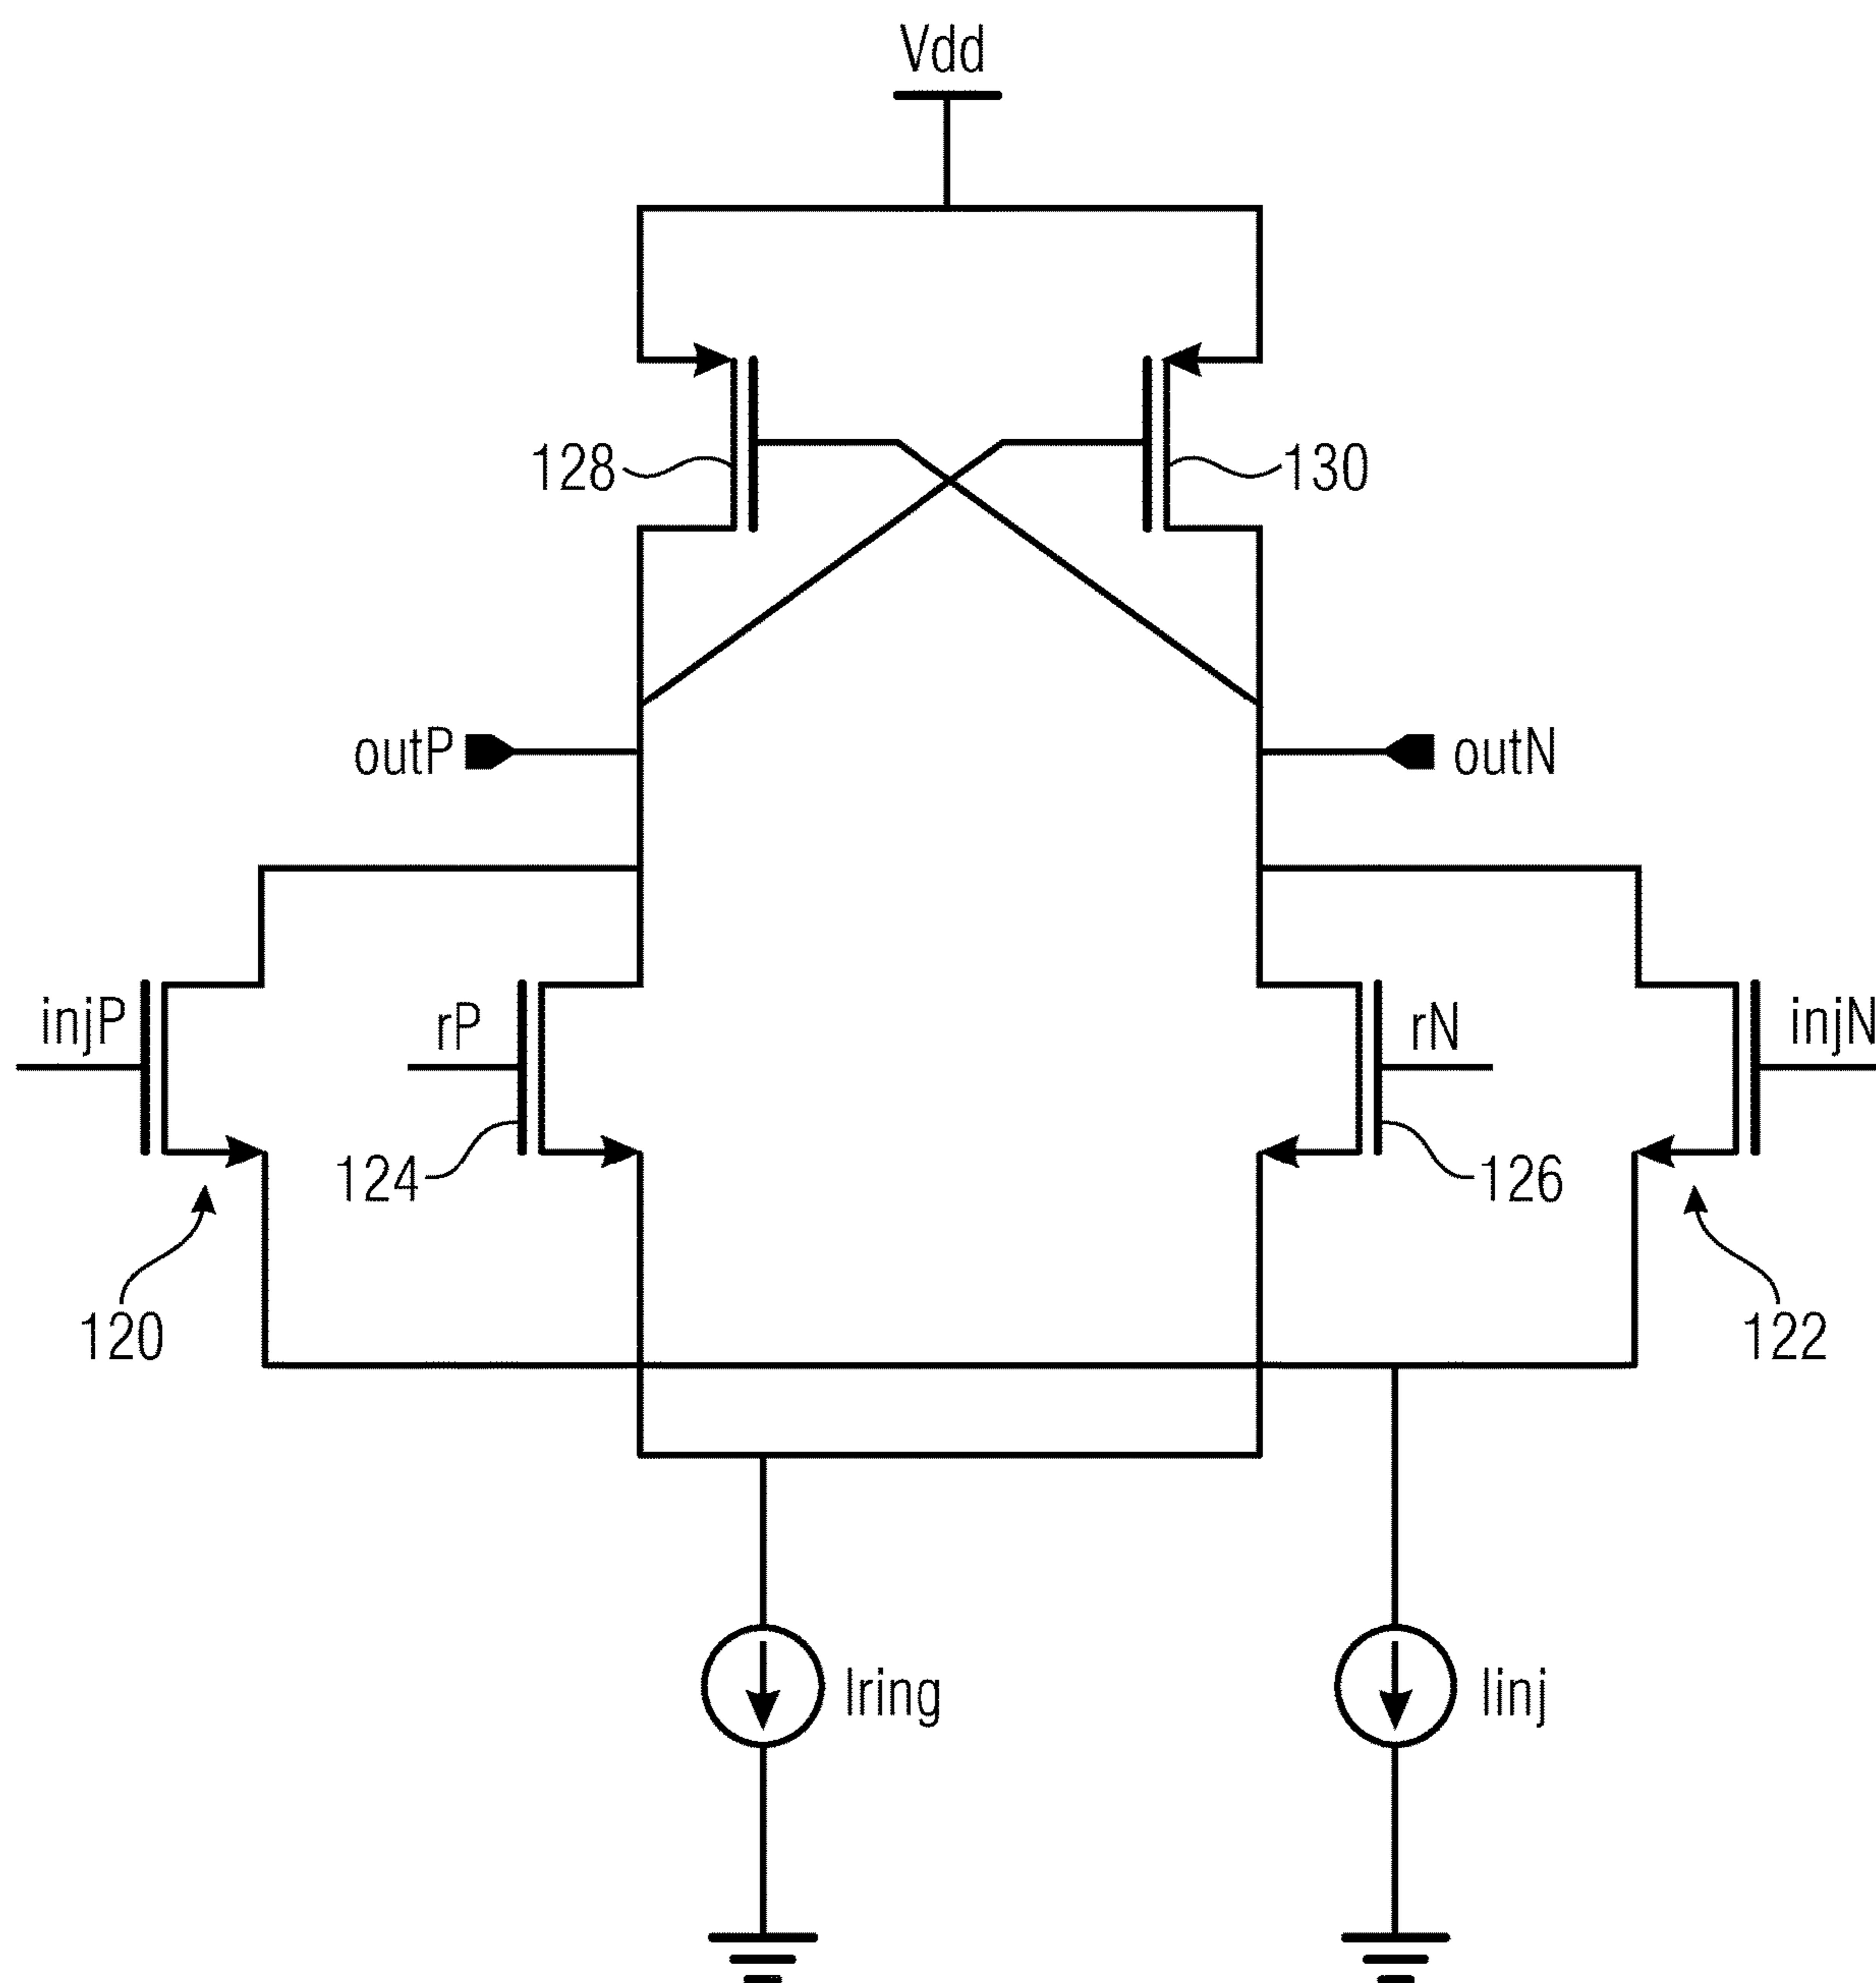 Vdd
128
130
outP
outN
injP
rP
rN
injN
124
126
120
122
Iring
Iinj